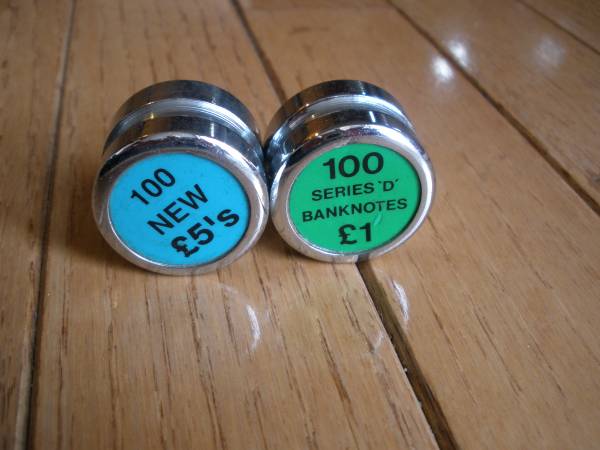 100
NEW
£5's
100
SERIES 'D'
BANKNOTES
£1